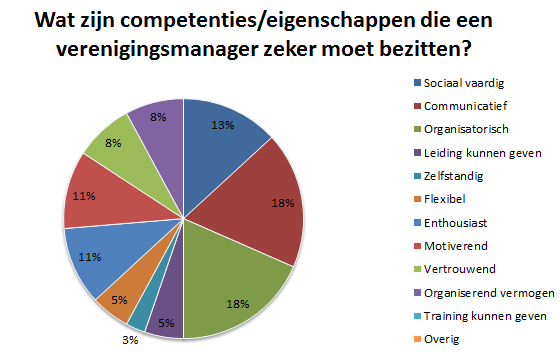 Wat zijn competenties/eigenschappen die een
verenigingsmanager zeker moet bezitten?
Sociaal vaardig
Communicatief
Organisatorisch
Leiding kunnen geven
Zelfstandig
Flexibel
Enthousiast
Motiverend
Vertrouwend
Organiserend vermogen
Training kunnen geven
Overig
13%
18%
18%
5%
3%
5%
11%
11%
8%
8%